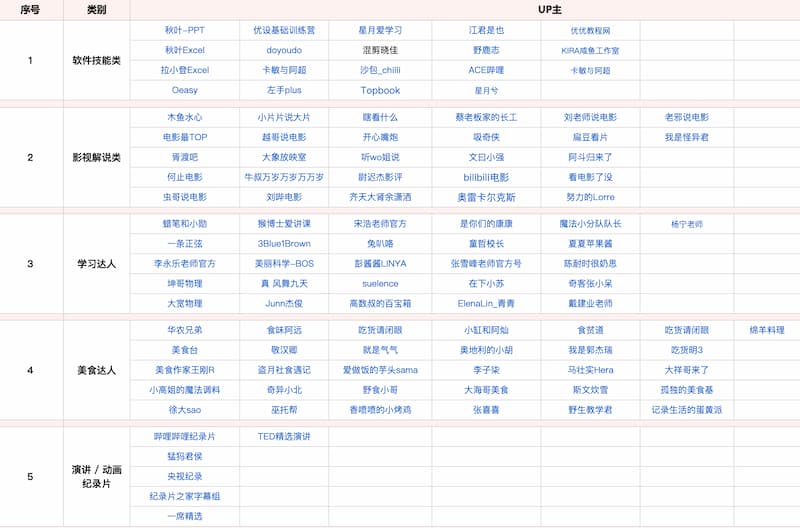 序号 类别 UP主
秋叶-PPT 优设基础训练营 星月爱学习 江君是也 优优教程网
秋叶Excel doyoudo 混剪晓佳 野鹿志 KIRA咸鱼工作室
1 软件技能类
拉小登Excel 卡敏与阿超 沙包_chilli ACE哔哩 卡敏与阿超
Oeasy 左手plus Topbook 星月兮
木鱼水心 小片片说大片 瞎看什么 蔡老板家的长工 刘老师说电影 老邪说电影
电影最TOP 越哥说电影 开心嘴炮 吸奇侠 扁豆看片 我是怪异君
2 影视解说类 胥渡吧 大象放映室 听wo姐说 文曰小强 阿斗归来了
何止电影 牛叔万岁万岁万万岁 尉迟杰影评 bilibili电影 看电影了没
虫哥说电影 刘哔电影 齐天大肾余潇洒 奥雷卡尔克斯 努力的Lorre
蜡笔和小勋 猴博士爱讲课 宋浩老师官方 是你们的康康 魔法小分队队长 杨宁老师
一条正弦 3Blue1Brown 兔叭咯 童哲校长 夏夏苹果酱
3 学习达人 李永乐老师官方 美丽科学-BOS 彭酱酱LINYA 张雪峰老师官方号 陈耐时很奶思
坤哥物理 真 风舞九天 suelence 在下小苏 奇客张小呆
大宽物理 Junn杰俊 高数叔的百宝箱 ElenaLin_青青 戴建业老师
华农兄弟 食味阿远 吃货请闭眼 小缸和阿灿 食贫道 吃货请闭眼 绵羊料理
美食台 敬汉卿 就是气气 奥地利的小胡 我是郭杰瑞 吃货明3
4 美食达人 美食作家王刚R 盗月社食遇记 爱做饭的芋头sama 李子柒 马壮实Hera 大祥哥来了
小高姐的魔法调料 奇异小北 野食小哥 大海哥美食 斯文炊雪 孤独的美食基
徐大sao 巫托帮 香喷喷的小烤鸡 张喜喜 野生教学君 记录生活的蛋黄派
哔哩哔哩纪录片 TED精选演讲
猛犸君侯
5 演讲 / 动画 央视纪录
纪录片
纪录片之家字幕组
一席精选